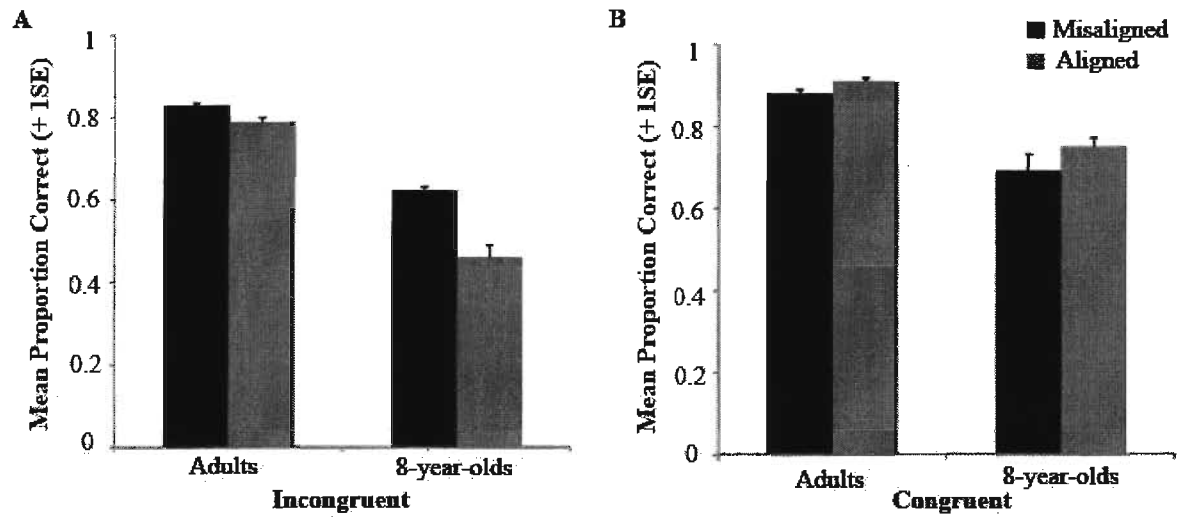 A
Mean Proportion Correct (+ 1SE)
1
0.8
0.6
0.4
0.2
0
Adults
8-year-olds
Incongruent
B
Misaligned
Aligned
Mean Proportion Correct (+ 1SE)
1
0.8
0.6
0.4
0.2
0
Adults
8-year-olds
Congruent